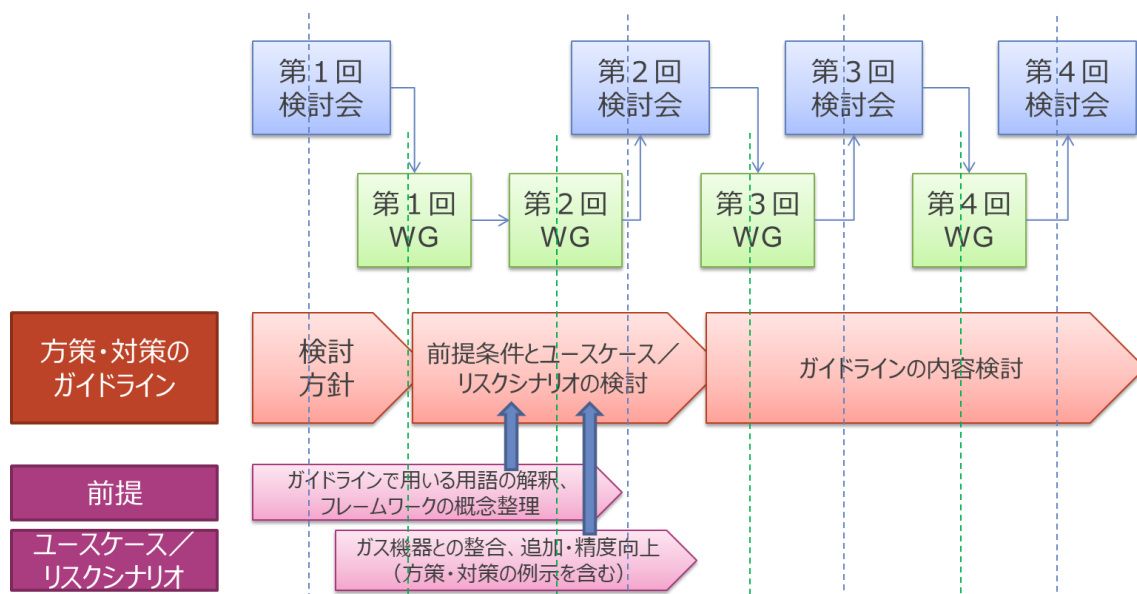 第１回
検討会
第２回
検討会
第３回
検討会
第４回
検討会
第１回
WG
第２回
WG
第３回
WG
第４回
WG
方策・対策の
ガイドライン
検討
方針
前提条件とユースケース／
リスクシナリオの検討
ガイドラインの内容検討
前提
ガイドラインで用いる用語の解釈、
フレームワークの概念整理
ユースケース／
リスクシナリオ
ガス機器との整合、追加・精度向上
（方策・対策の例示を含む）